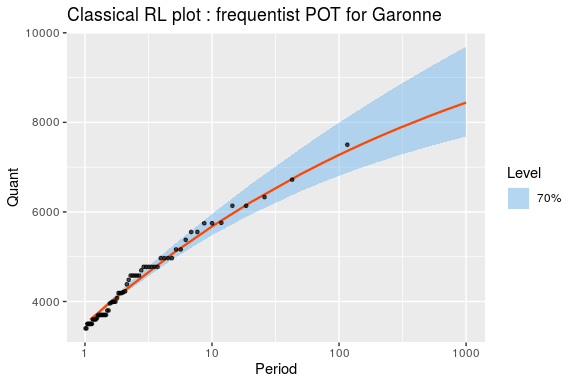 Classical RL plot : frequentist POT for Garonne
10000
8000
6000
4000
Quant
1
10
100
1000
Period
Level
70%